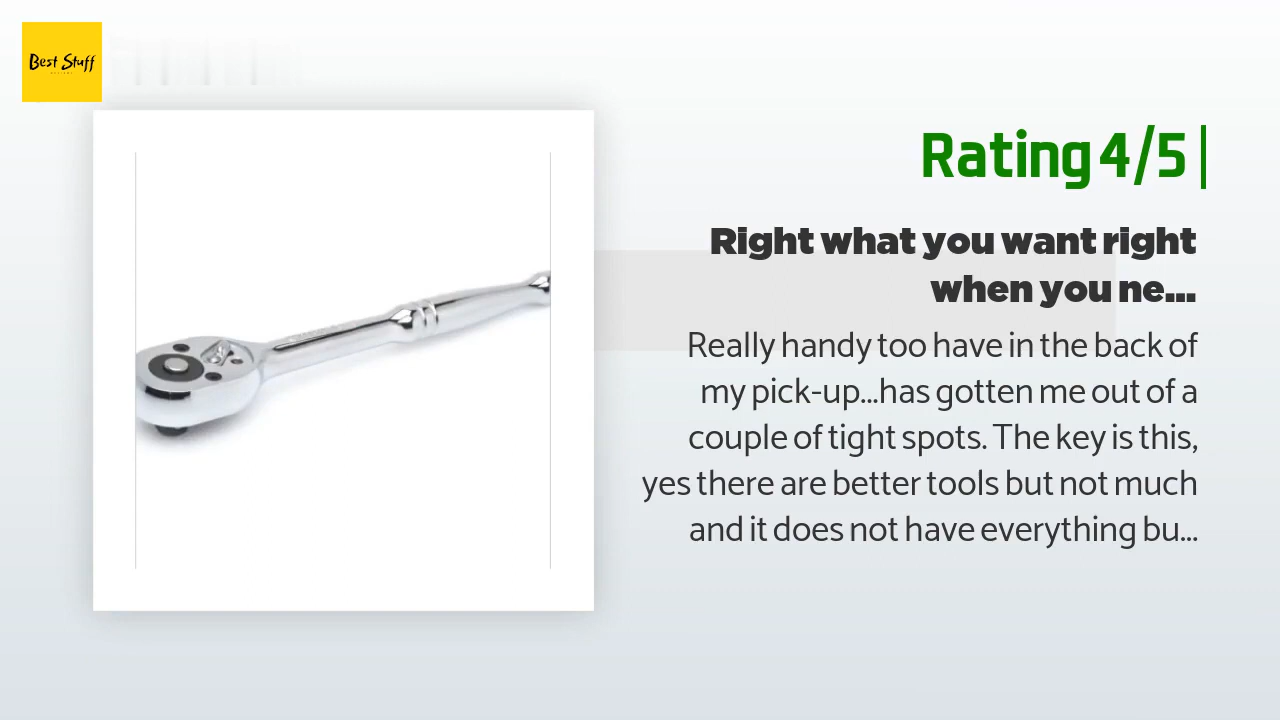 Best Stuff
Rating 4/5
Right what you want right
when you ne...
Really handy too have in the back of
my pick-up...has gotten me out of a
couple of tight spots. The key is this,
yes there are better tools but not much
and it does not have everything bu...